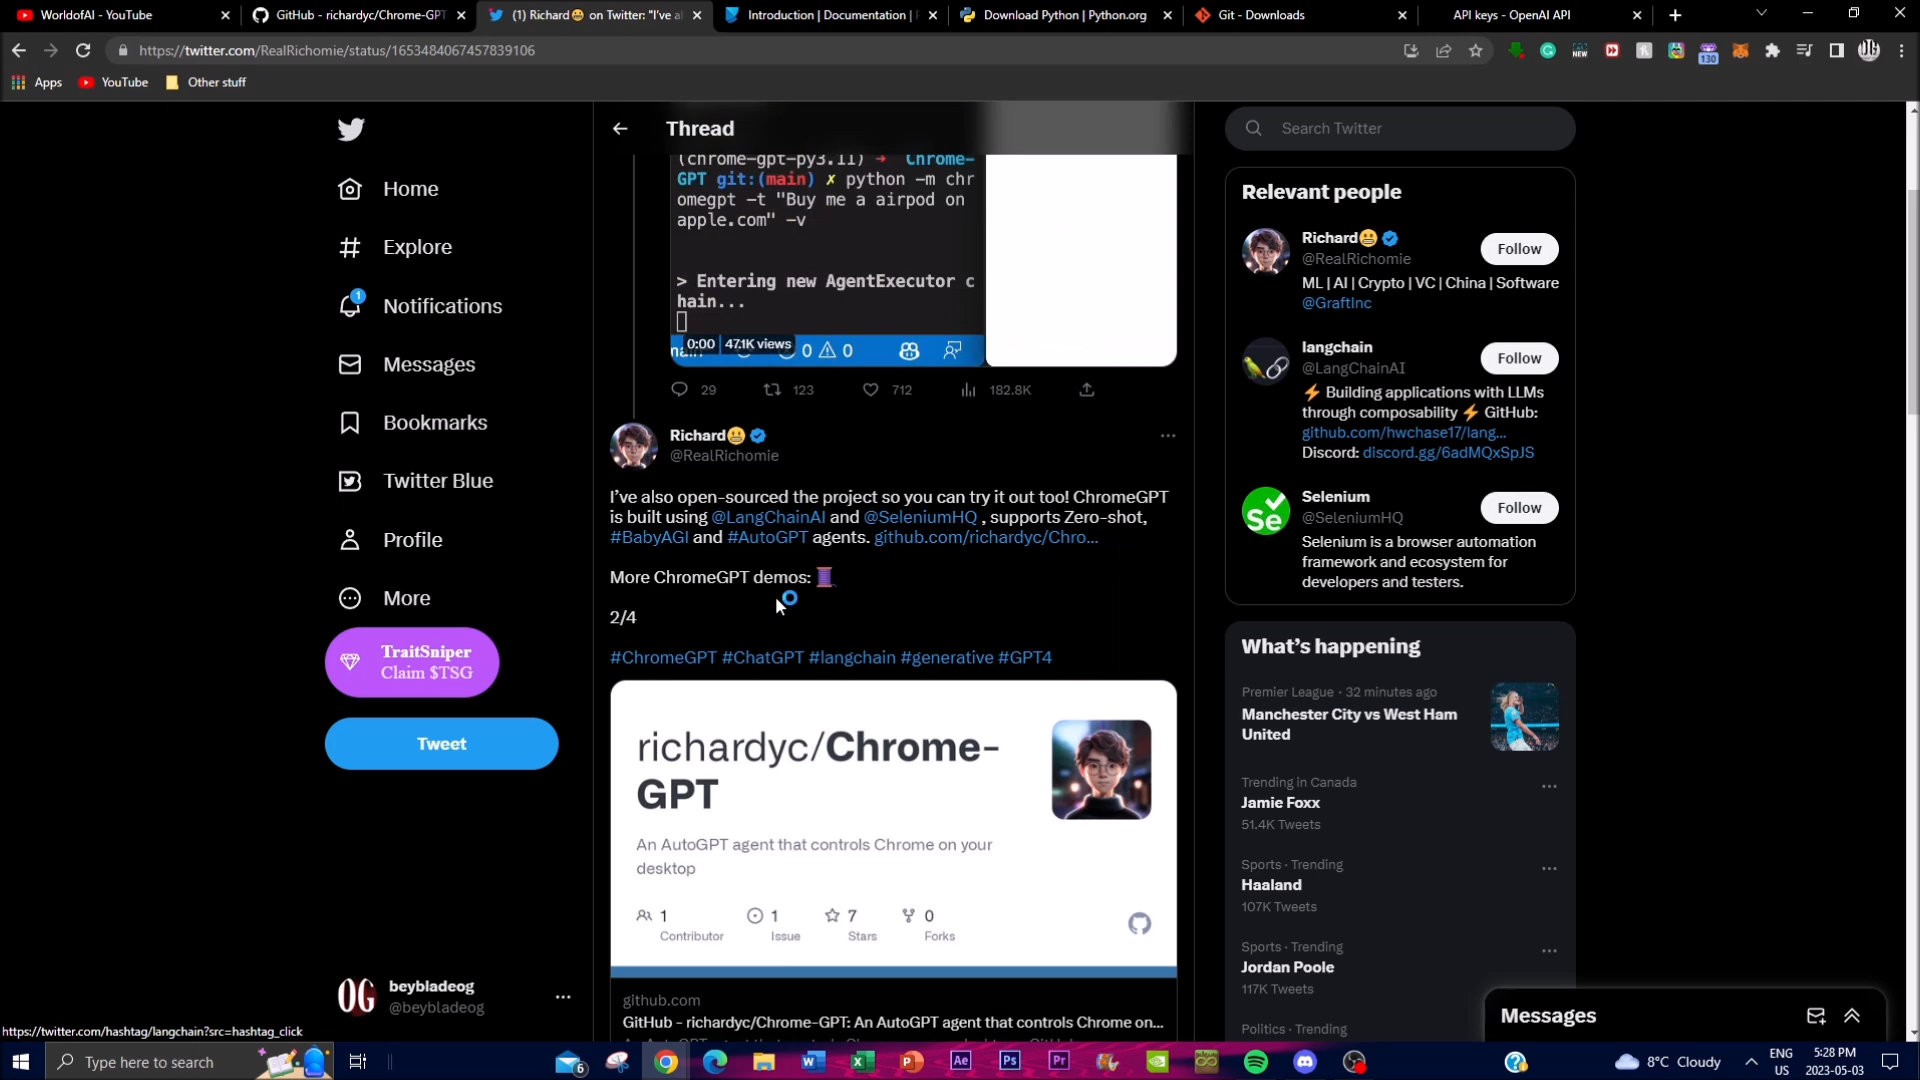 WorldofAI - YouTube
GitHub - richardyc/Chrome-GPT
(1) Richard😬 on Twitter: "I've al
Introduction | Documentation |
Download Python | Python.org
Git - Downloads
API keys - OpenAI API
https://twitter.com/RealRichomie/status/1653484067457839106
NEW
130
Apps
YouTube
Other stuff
Home
Explore
1
Notifications
Messages
Bookmarks
Twitter Blue
Profile
More
TraitSniper
Claim $TSG
Tweet
OG
beybladeog
@beybladeog
Thread
(chrome-gpt-py3.11) → Chrome-
GPT git:(main) ✗ python -m chr
omegpt -t "Buy me a airpod on
apple.com" -v
> Entering new AgentExecutor c
hain...
0:00 47.1K views
0 ⚠ 0
29 123 712 182.8K
Richard😬
@RealRichomie
I've also open-sourced the project so you can try it out too! ChromeGPT
is built using @LangChainAI and @SeleniumHQ , supports Zero-shot,
#BabyAGI and #AutoGPT agents. github.com/richardyc/Chro...
More ChromeGPT demos: 🧵
2/4
#ChromeGPT #ChatGPT #langchain #generative #GPT4
richardyc/Chrome-
GPT
An AutoGPT agent that controls Chrome on your
desktop
1 1 7 0
Contributor Issue Stars Forks
github.com
GitHub - richardyc/Chrome-GPT: An AutoGPT agent that controls Chrome on...
Search Twitter
Relevant people
Richard😬
@RealRichomie
Follow
ML | AI | Crypto | VC | China | Software
@GraftInc
langchain
@LangChainAI
Follow
⚡ Building applications with LLMs
through composability ⚡ GitHub:
github.com/hwchase17/lang...
Discord: discord.gg/6adMQxSpJS
Se
Selenium
@SeleniumHQ
Follow
Selenium is a browser automation
framework and ecosystem for
developers and testers.
What's happening
Premier League · 32 minutes ago
Manchester City vs West Ham
United
Trending in Canada
Jamie Foxx
51.4K Tweets
Sports · Trending
Haaland
107K Tweets
Sports · Trending
Jordan Poole
117K Tweets
Politics · Trending
Messages
https://twitter.com/hashtag/langchain?src=hashtag_click
Type here to search
6
Ae
Ps
Pr
8°C Cloudy
ENG
US
5:28 PM
2023-05-03